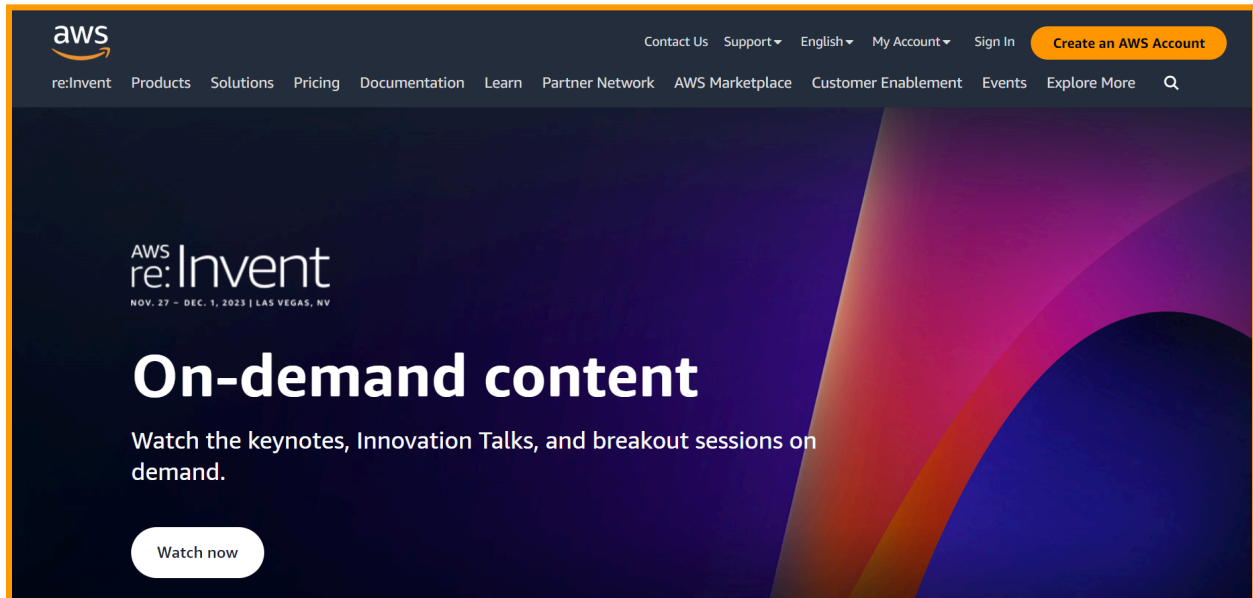 aws
Contact Us Support English My Account Sign In Create an AWS Account
re:Invent Products Solutions Pricing Documentation Learn Partner Network AWS Marketplace Customer Enablement Events Explore More
AWS
re:Invent
NOV. 27 – DEC. 1, 2023 | LAS VEGAS, NV
On-demand content
Watch the keynotes, Innovation Talks, and breakout sessions on
demand.
Watch now